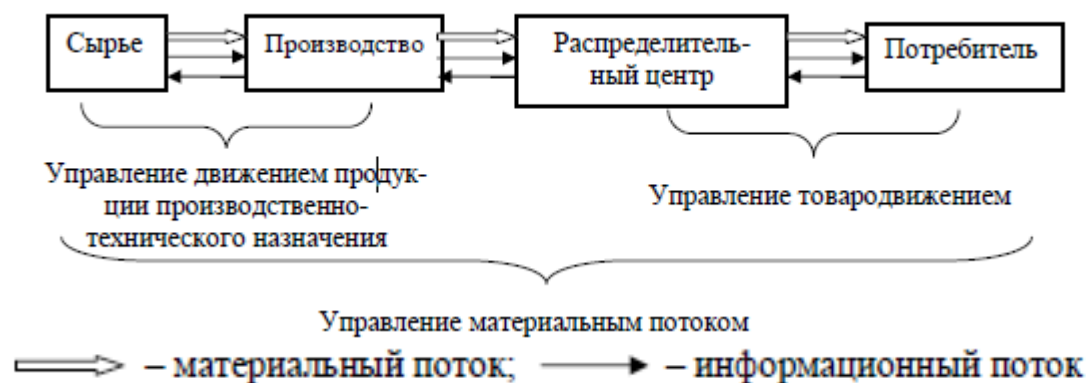 Сырье
Производство
Распределитель-
ный центр
Потребитель
Управление движением продук-
ции производственно-
технического назначения
Управление товародвижением
Управление материальным потоком
– материальный поток; – информационный поток